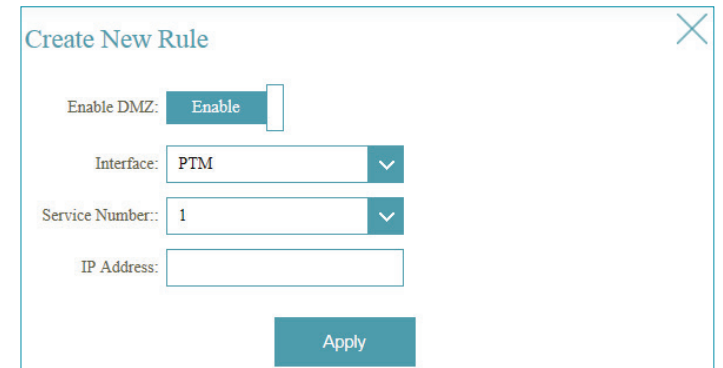 Create New Rule
Enable DMZ: Enable
Interface: PTM
Service Number:: 1
IP Address:
Apply